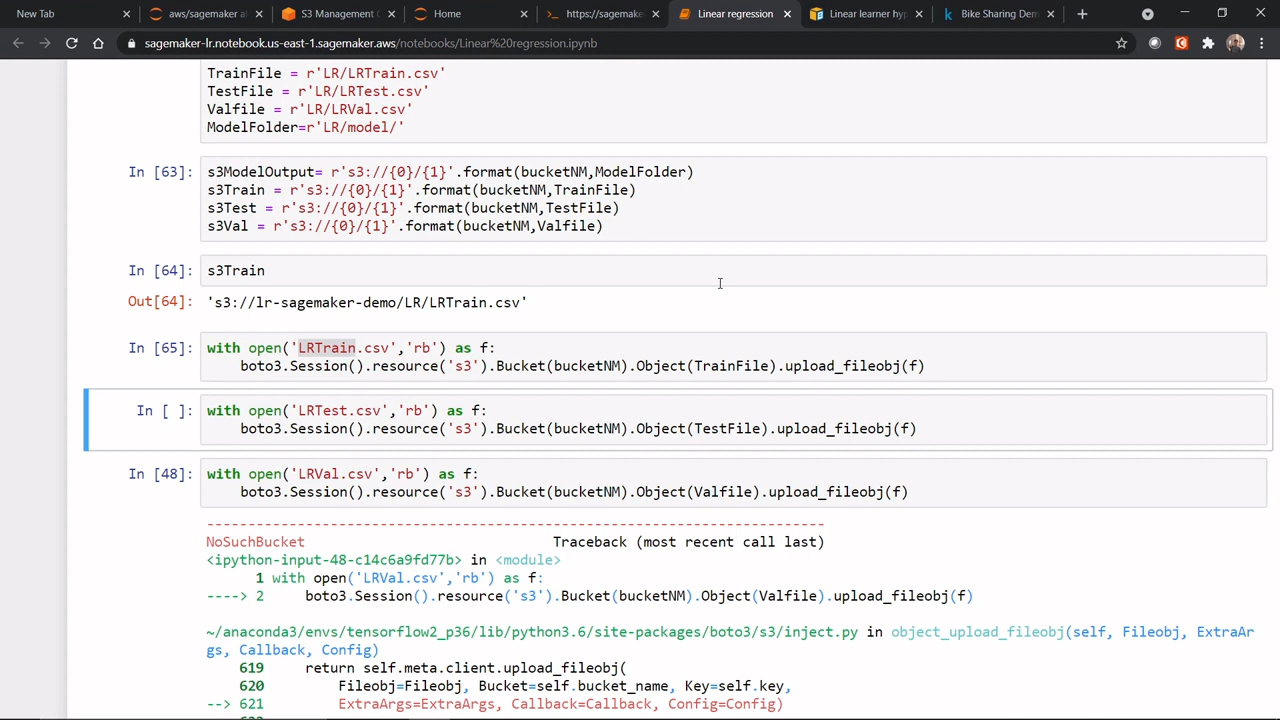 New Tab
aws/sagemaker a
S3 Management C
Home
https://sagemake
Linear regression
Linear learner hyp
Bike Sharing Dem
sagemaker-lr.notebook.us-east-1.sagemaker.aws/notebooks/Linear%20regression.ipynb
TrainFile = r'LR/LRTrain.csv'
TestFile = r'LR/LRTest.csv'
Valfile = r'LR/LRVal.csv'
ModelFolder=r'LR/model/'
In [63]: s3ModelOutput= r's3://{0}/{1}'.format(bucketNM,ModelFolder)
s3Train = r's3://{0}/{1}'.format(bucketNM,TrainFile)
s3Test = r's3://{0}/{1}'.format(bucketNM,TestFile)
s3Val = r's3://{0}/{1}'.format(bucketNM,Valfile)
In [64]: s3Train
Out[64]: 's3://lr-sagemaker-demo/LR/LRTrain.csv'
In [65]: with open('LRTrain.csv','rb') as f:
boto3.Session().resource('s3').Bucket(bucketNM).Object(TrainFile).upload_fileobj(f)
In [ ]: with open('LRTest.csv','rb') as f:
boto3.Session().resource('s3').Bucket(bucketNM).Object(TestFile).upload_fileobj(f)
In [48]: with open('LRVal.csv','rb') as f:
boto3.Session().resource('s3').Bucket(bucketNM).Object(Valfile).upload_fileobj(f)
---------------------------------------------------------------------------
NoSuchBucket Traceback (most recent call last)
<ipython-input-48-c14c6a9fd77b> in <module>
1 with open('LRVal.csv','rb') as f:
----> 2 boto3.Session().resource('s3').Bucket(bucketNM).Object(Valfile).upload_fileobj(f)
~/anaconda3/envs/tensorflow2_p36/lib/python3.6/site-packages/boto3/s3/inject.py in object_upload_fileobj(self, Fileobj, ExtraAr
gs, Callback, Config)
619 return self.meta.client.upload_fileobj(
620 Fileobj=Fileobj, Bucket=self.bucket_name, Key=self.key,
--> 621 ExtraArgs=ExtraArgs, Callback=Callback, Config=Config)